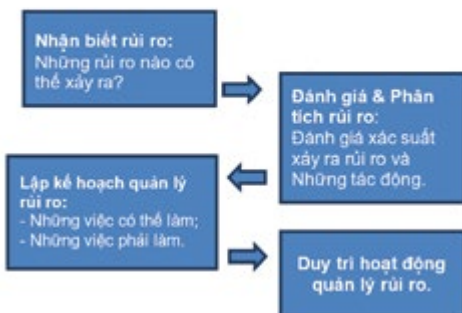 Nhận biết rủi ro:
Những rủi ro nào có
thể xảy ra?
Đánh giá & Phân
tích rủi ro:
Đánh giá xác suất
xảy ra rủi ro và
Những tác động.
Lập kế hoạch quản lý
rủi ro:
- Những việc có thể làm;
- Những việc phải làm.
Duy trì hoạt động
quản lý rủi ro.